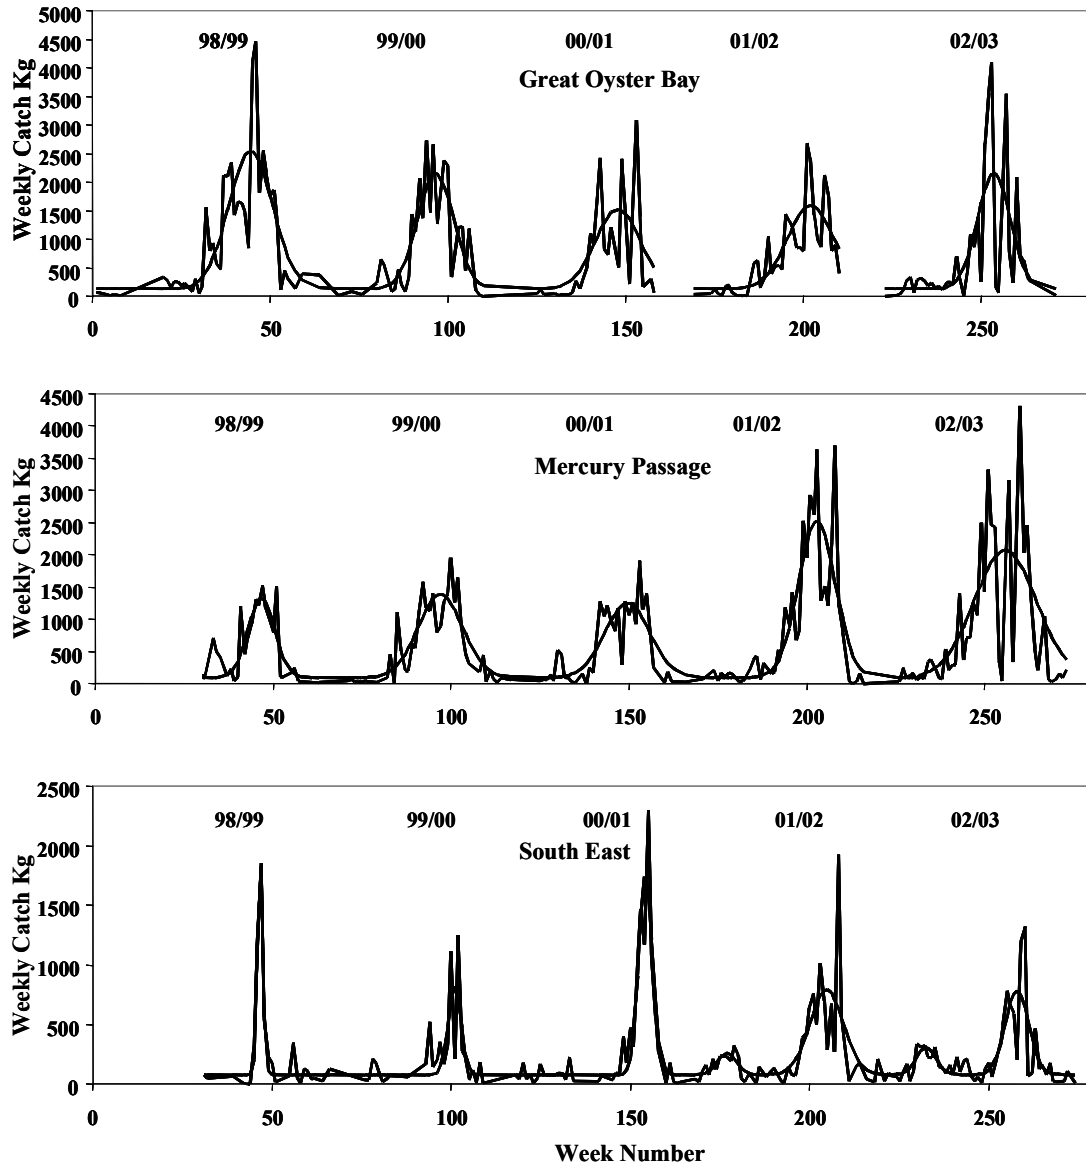 5000
98/99 99/00 00/01 01/02 02/03
4500
Great Oyster Bay
4000
3500
3000
2500
2000
1500
1000
500
0
Weekly Catch Kg
0 50 100 150 200 250
4500
98/99 99/00 00/01 01/02 02/03
4000
Mercury Passage
3500
3000
2500
2000
1500
1000
500
0
Weekly Catch Kg
0 50 100 150 200 250
2500
98/99 99/00 00/01 01/02 02/03
South East
2000
1500
1000
500
0
Weekly Catch Kg
0 50 100 150 200 250
Week Number